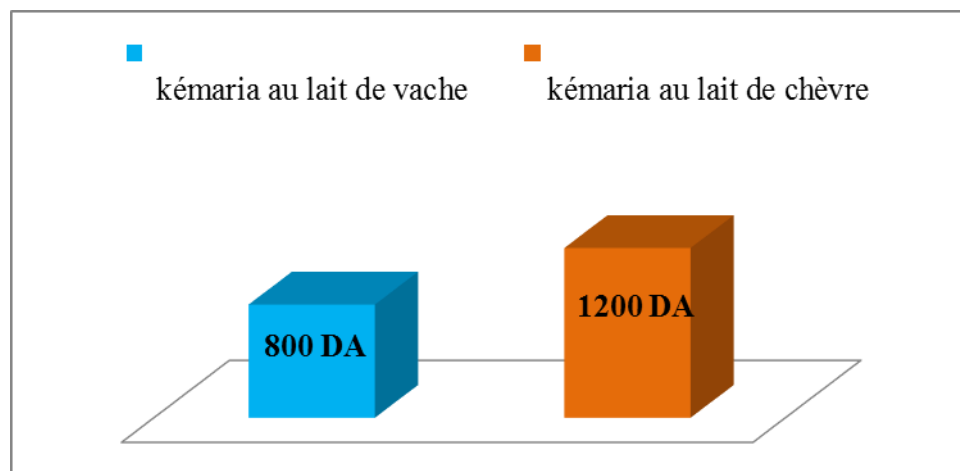 kémaria au lait de vache
kémaria au lait de chèvre
800 DA
1200 DA